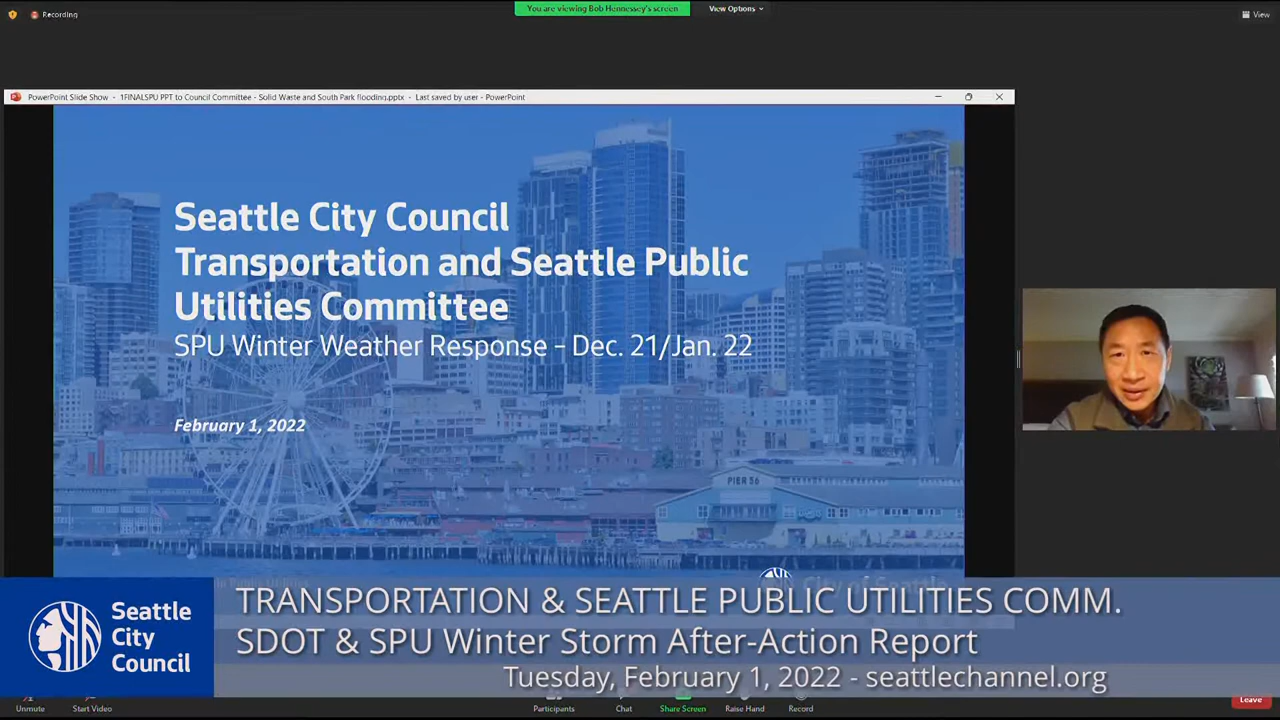 Recording
You are viewing Bob Hennessey's screen
View Options
View
PowerPoint Slide Show - 1FINALSPU PPT to Council Committee - Solid Waste and South Park flooding.pptx - Last saved by user - PowerPoint
Seattle City Council
Transportation and Seattle Public
Utilities Committee
SPU Winter Weather Response – Dec. 21/Jan. 22
February 1, 2022
PIER 56
City of Seattle
Seattle
City
Council
TRANSPORTATION & SEATTLE PUBLIC UTILITIES COMM.
SDOT & SPU Winter Storm After-Action Report
Tuesday, February 1, 2022 - seattlechannel.org
Unmute
Start Video
Participants
Chat
Share Screen
Raise Hand
Record
Leave